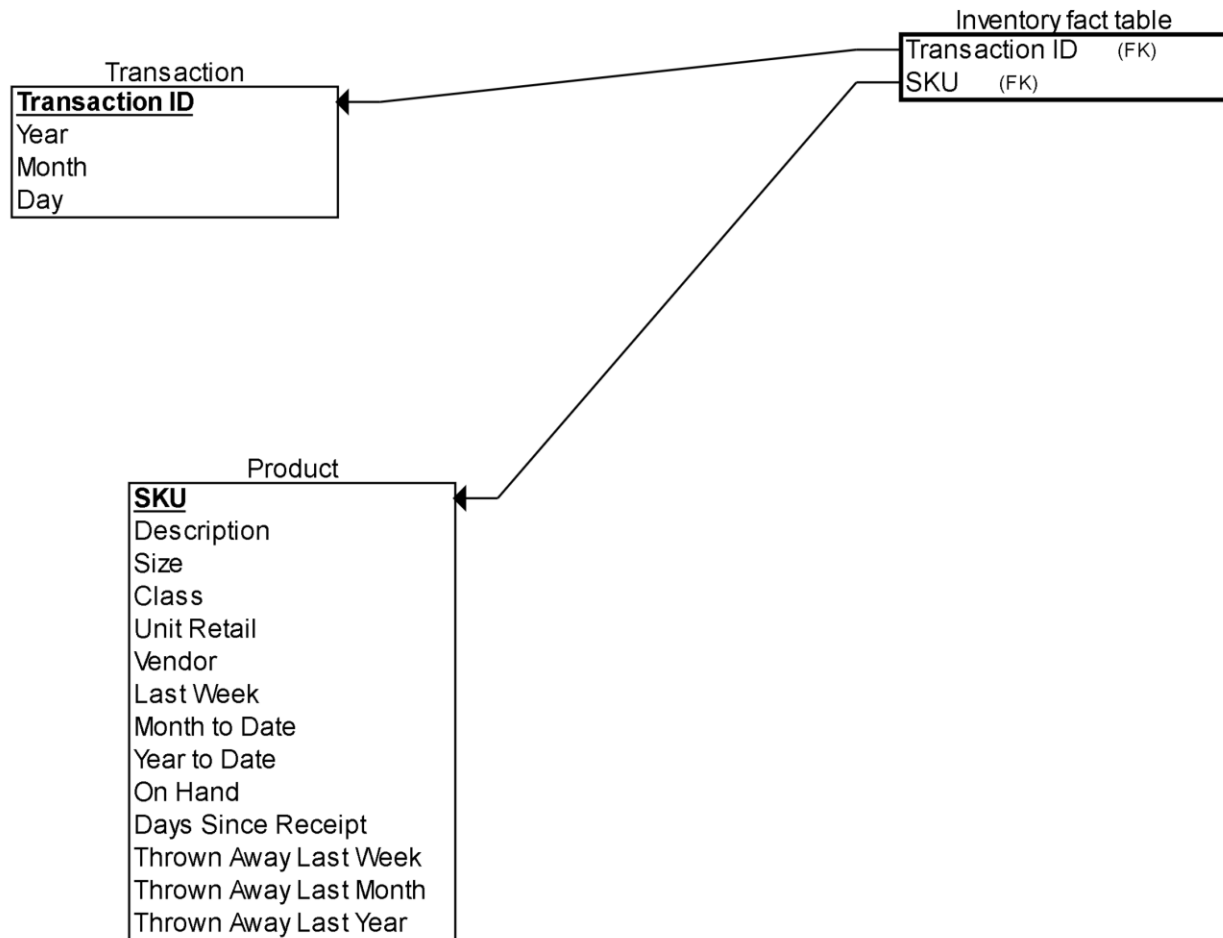 Inventory fact table
Transaction ID (FK)
SKU (FK)
Transaction
Transaction ID
Year
Month
Day
Product
SKU
Description
Size
Class
Unit Retail
Vendor
Last Week
Month to Date
Year to Date
On Hand
Days Since Receipt
Thrown Away Last Week
Thrown Away Last Month
Thrown Away Last Year